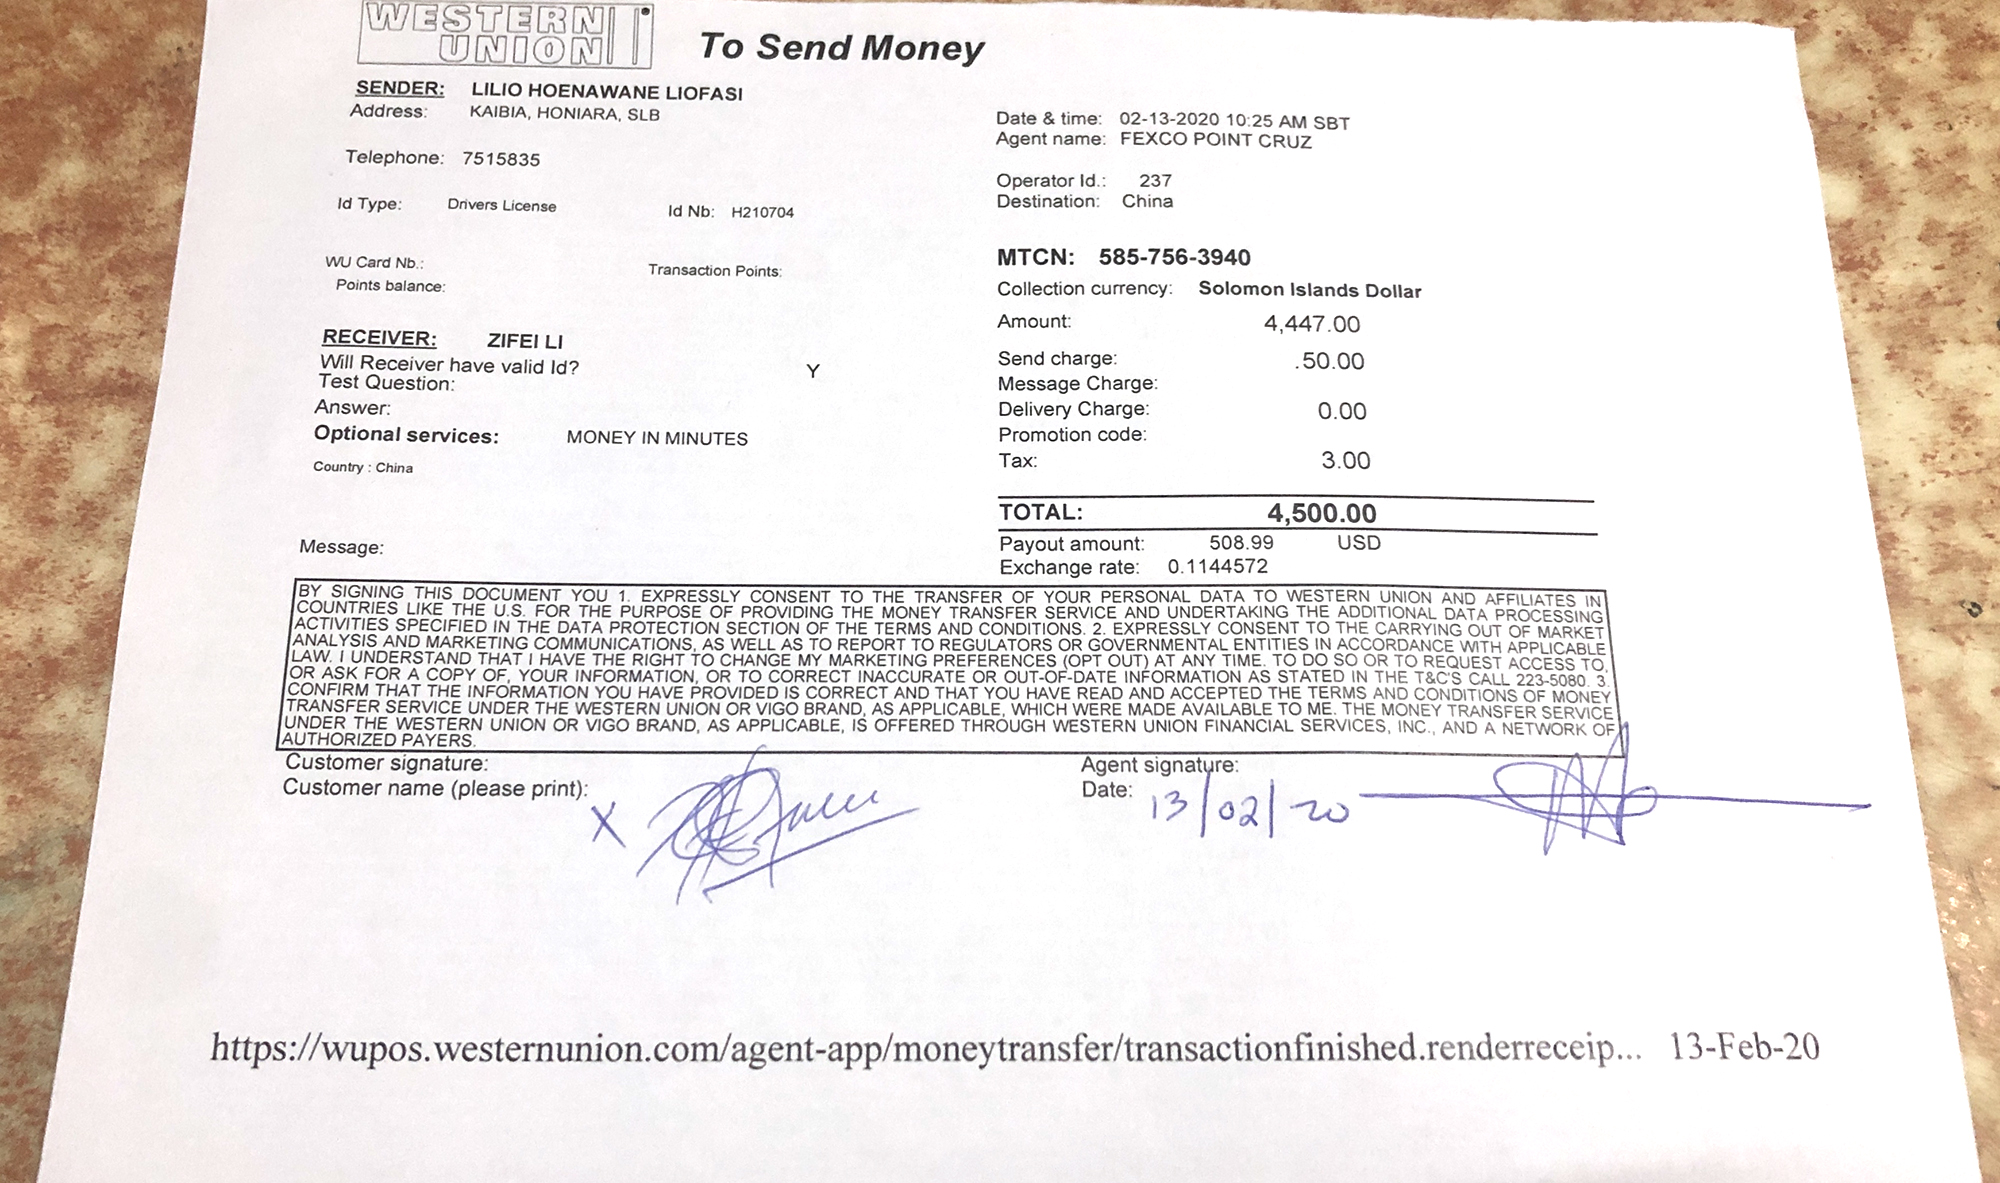 WESTERN
UNION
To Send Money
SENDER: LILIO HOENAWANE LIOFASI
Address: KAIBIA, HONIARA, SLB
Telephone: 7515835
Id Type: Drivers License Id Nb: H210704
WU Card Nb.: Transaction Points:
Points balance:
RECEIVER: ZIFEI LI
Will Receiver have valid Id? Y
Test Question:
Answer:
Optional services: MONEY IN MINUTES
Country : China
Message:
Date & time: 02-13-2020 10:25 AM SBT
Agent name: FEXCO POINT CRUZ
Operator Id.: 237
Destination: China
MTCN: 585-756-3940
Collection currency: Solomon Islands Dollar
Amount: 4,447.00
Send charge: .50.00
Message Charge:
Delivery Charge: 0.00
Promotion code:
Tax: 3.00
TOTAL: 4,500.00
Payout amount: 508.99 USD
Exchange rate: 0.1144572
BY SIGNING THIS DOCUMENT YOU 1. EXPRESSLY CONSENT TO THE TRANSFER OF YOUR PERSONAL DATA TO WESTERN UNION AND AFFILIATES IN
COUNTRIES LIKE THE U.S. FOR THE PURPOSE OF PROVIDING THE MONEY TRANSFER SERVICE AND UNDERTAKING THE ADDITIONAL DATA PROCESSING
ACTIVITIES SPECIFIED IN THE DATA PROTECTION SECTION OF THE TERMS AND CONDITIONS. 2. EXPRESSLY CONSENT TO THE CARRYING OUT OF MARKET
ANALYSIS AND MARKETING COMMUNICATIONS, AS WELL AS TO REPORT TO REGULATORS OR GOVERNMENTAL ENTITIES IN ACCORDANCE WITH APPLICABLE
LAW. I UNDERSTAND THAT I HAVE THE RIGHT TO CHANGE MY MARKETING PREFERENCES (OPT OUT) AT ANY TIME. TO DO SO OR TO REQUEST ACCESS TO,
OR ASK FOR A COPY OF, YOUR INFORMATION, OR TO CORRECT INACCURATE OR OUT-OF-DATE INFORMATION AS STATED IN THE T&C'S CALL 223-5080. 3.
CONFIRM THAT THE INFORMATION YOU HAVE PROVIDED IS CORRECT AND THAT YOU HAVE READ AND ACCEPTED THE TERMS AND CONDITIONS OF MONEY
TRANSFER SERVICE UNDER THE WESTERN UNION OR VIGO BRAND, AS APPLICABLE, WHICH WERE MADE AVAILABLE TO ME. THE MONEY TRANSFER SERVICE
UNDER THE WESTERN UNION OR VIGO BRAND, AS APPLICABLE, IS OFFERED THROUGH WESTERN UNION FINANCIAL SERVICES, INC., AND A NETWORK OF
AUTHORIZED PAYERS.
Customer signature:
Customer name (please print): X
Agent signature:
Date: 13/02/20
https://wupos.westernunion.com/agent-app/moneytransfer/transactionfinished.renderreceip... 13-Feb-20